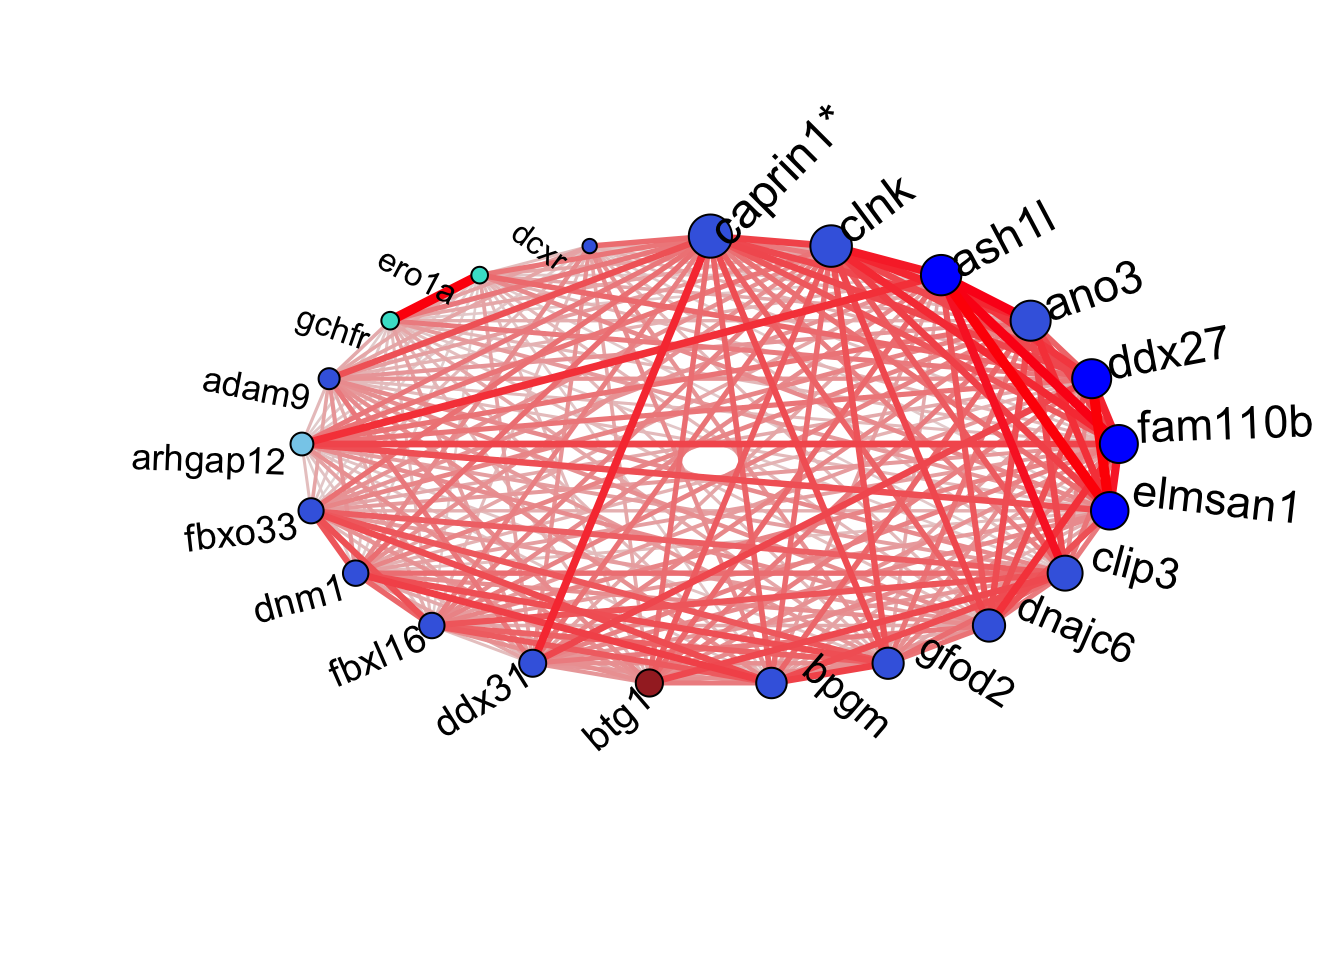 caprin1*
clnk
ash1l
ano3
ddx27
fam110b
elmsan1
clip3
dnajc6
gfod2
bpgm
btg1
ddx31
fbxl16
dnm1
fbxo33
arhgap12
adam9
gchfr
ero1a
dcxr